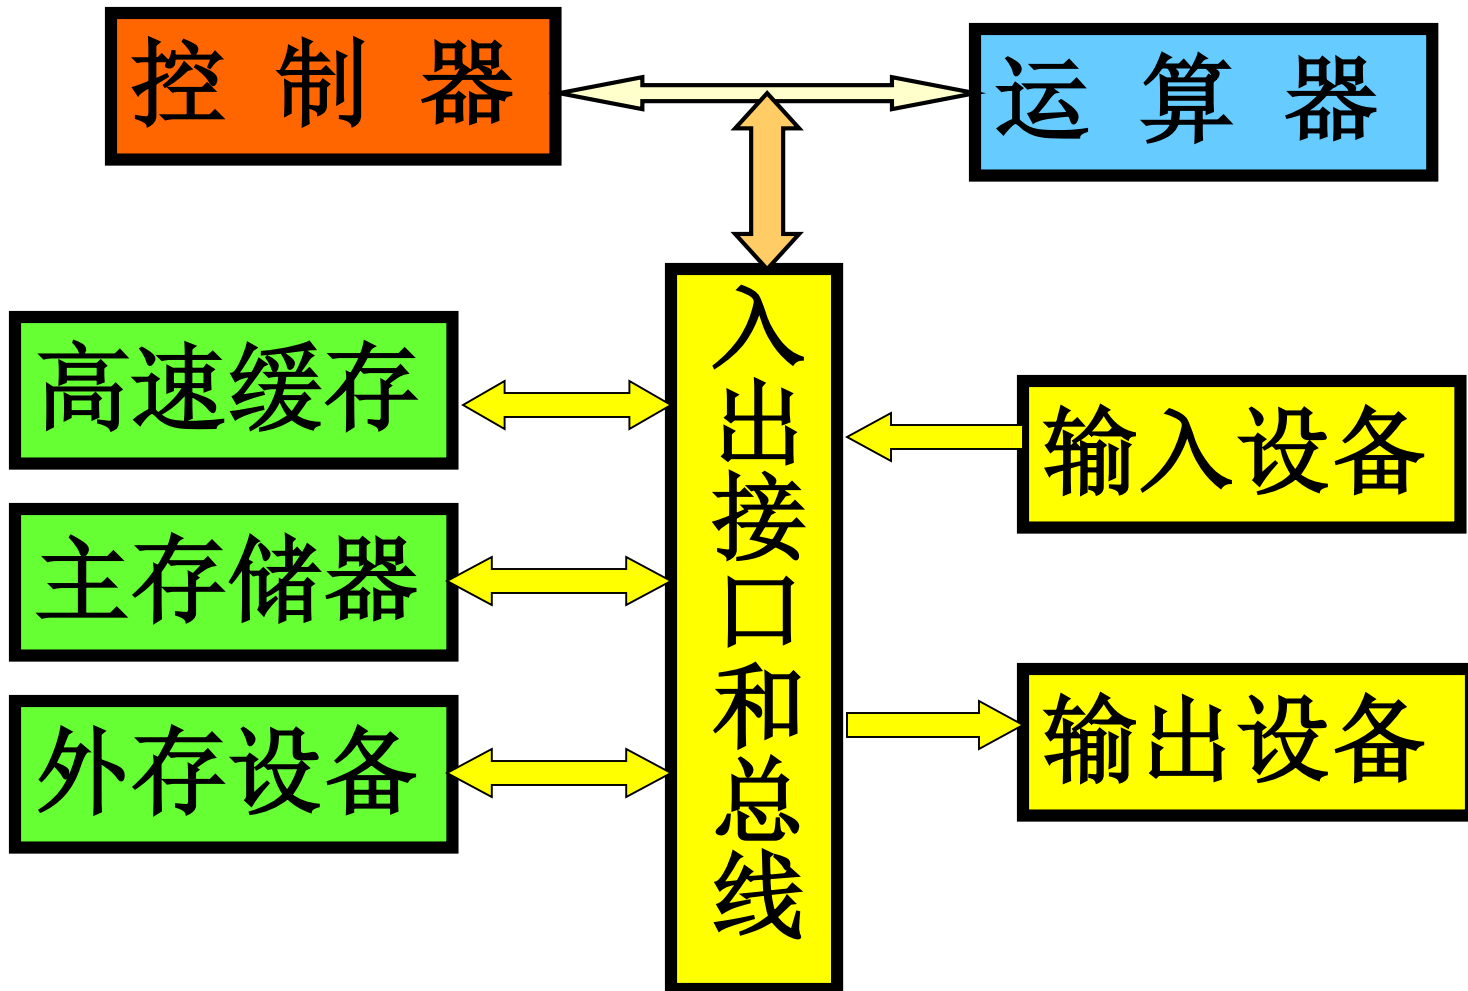 控 制 器
运 算 器
入出接口和总线
高速缓存
输入设备
主存储器
输出设备
外存设备